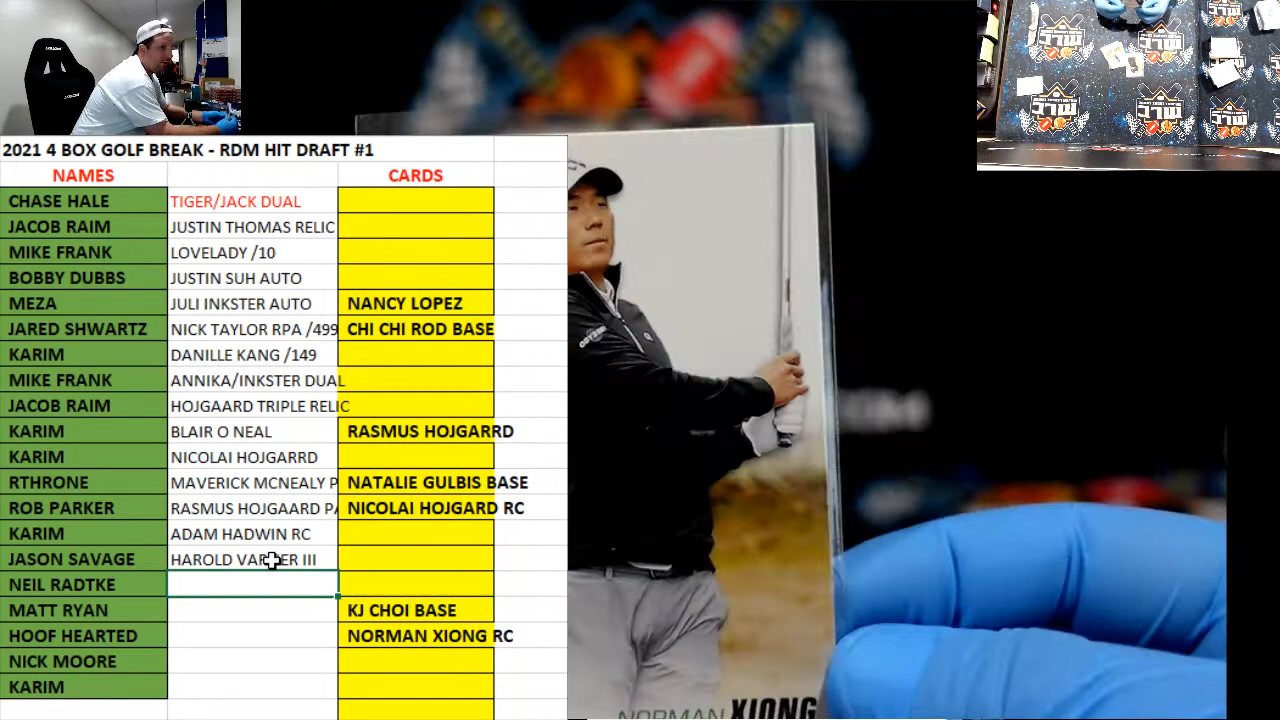 2021 4 BOX GOLF BREAK - RDM HIT DRAFT #1
NAMES CARDS
CHASE HALE TIGER/JACK DUAL
JACOB RAIM JUSTIN THOMAS RELIC
MIKE FRANK LOVELADY /10
BOBBY DUBBS JUSTIN SUH AUTO
MEZA JULI INKSTER AUTO NANCY LOPEZ
JARED SHWARTZ NICK TAYLOR RPA /499 CHI CHI ROD BASE
KARIM DANILLE KANG /149
MIKE FRANK ANNIKA/INKSTER DUAL
JACOB RAIM HOJGAARD TRIPLE RELIC
KARIM BLAIR O NEAL RASMUS HOJGARRD
KARIM NICOLAI HOJGARRD
RTHRONE MAVERICK MCNEALY P NATALIE GULBIS BASE
ROB PARKER RASMUS HOJGAARD PA NICOLAI HOJGARD RC
KARIM ADAM HADWIN RC
JASON SAVAGE HAROLD VARNER III
NEIL RADTKE
MATT RYAN KJ CHOI BASE
HOOF HEARTED NORMAN XIONG RC
NICK MOORE
KARIM
NORMAN XIONG